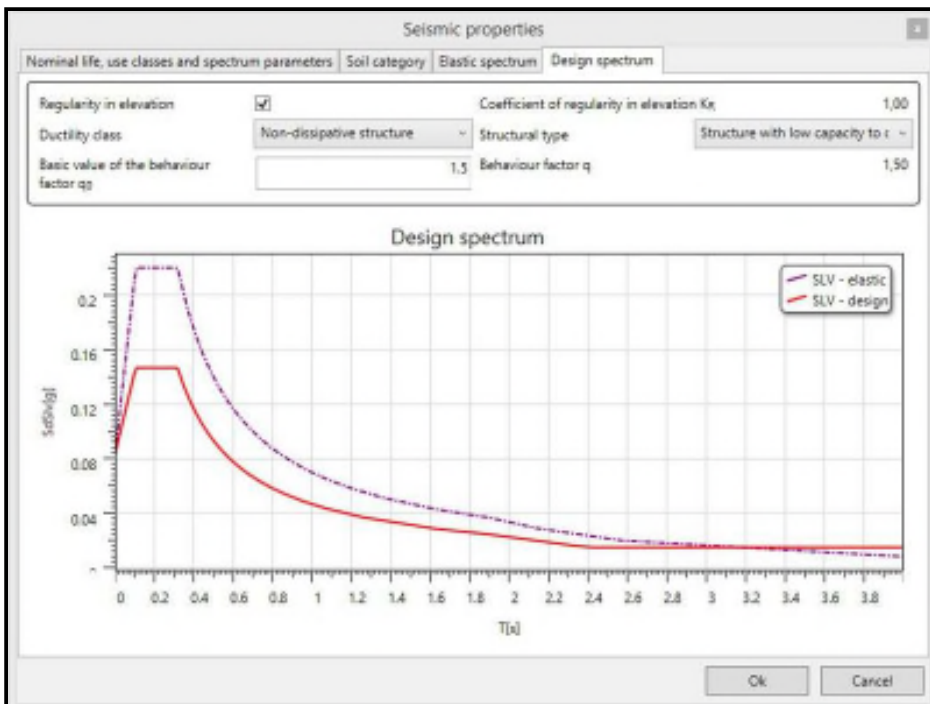 Seismic properties
x
Nominal life, use classes and spectrum parameters Soil category Elastic spectrum Design spectrum
Regularity in elevation Coefficient of regularity in elevation KR 1,00
Ductility class Non-dissipative structure Structural type Structure with low capacity to d
Basic value of the behaviour factor q0 1.5 Behaviour factor q 1,50
Design spectrum
SLV - elastic
SLV - design
0.2
0.16
0.12
0.08
0.04
SdSlv[g]
0 0.2 0.4 0.6 0.8 1 1.2 1.4 1.6 1.8 2 2.2 2.4 2.6 2.8 3 3.2 3.4 3.6 3.8
T[s]
Ok Cancel